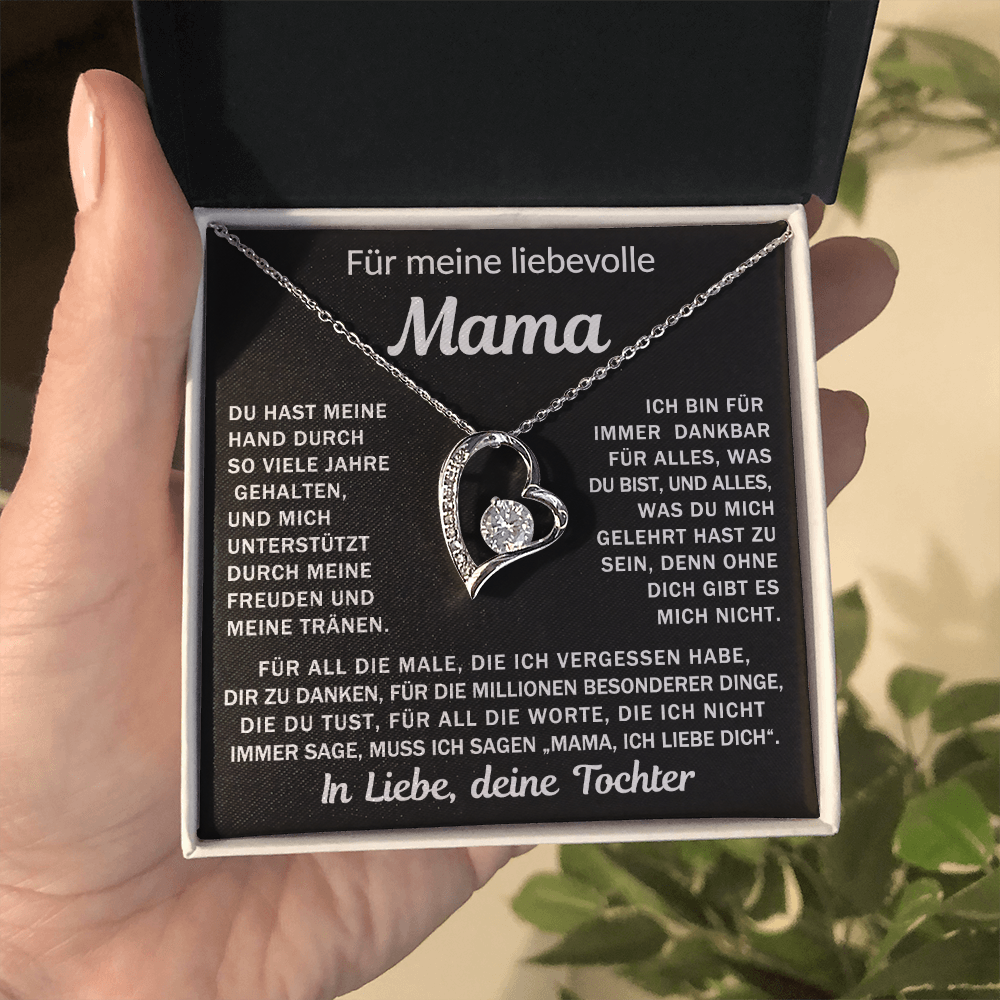 Für meine liebevolle
Mama
DU HAST MEINE
HAND DURCH
SO VIELE JAHRE
GEHALTEN,
UND MICH
UNTERSTÜTZT
DURCH MEINE
FREUDEN UND
MEINE TRÄNEN.
ICH BIN FÜR
IMMER DANKBAR
FÜR ALLES, WAS
DU BIST, UND ALLES,
WAS DU MICH
GELEHRT HAST ZU
SEIN, DENN OHNE
DICH GIBT ES
MICH NICHT.
FÜR ALL DIE MALE, DIE ICH VERGESSEN HABE,
DIR ZU DANKEN, FÜR DIE MILLIONEN BESONDERER DINGE,
DIE DU TUST, FÜR ALL DIE WORTE, DIE ICH NICHT
IMMER SAGE, MUSS ICH SAGEN „MAMA, ICH LIEBE DICH“.
In Liebe, deine Tochter